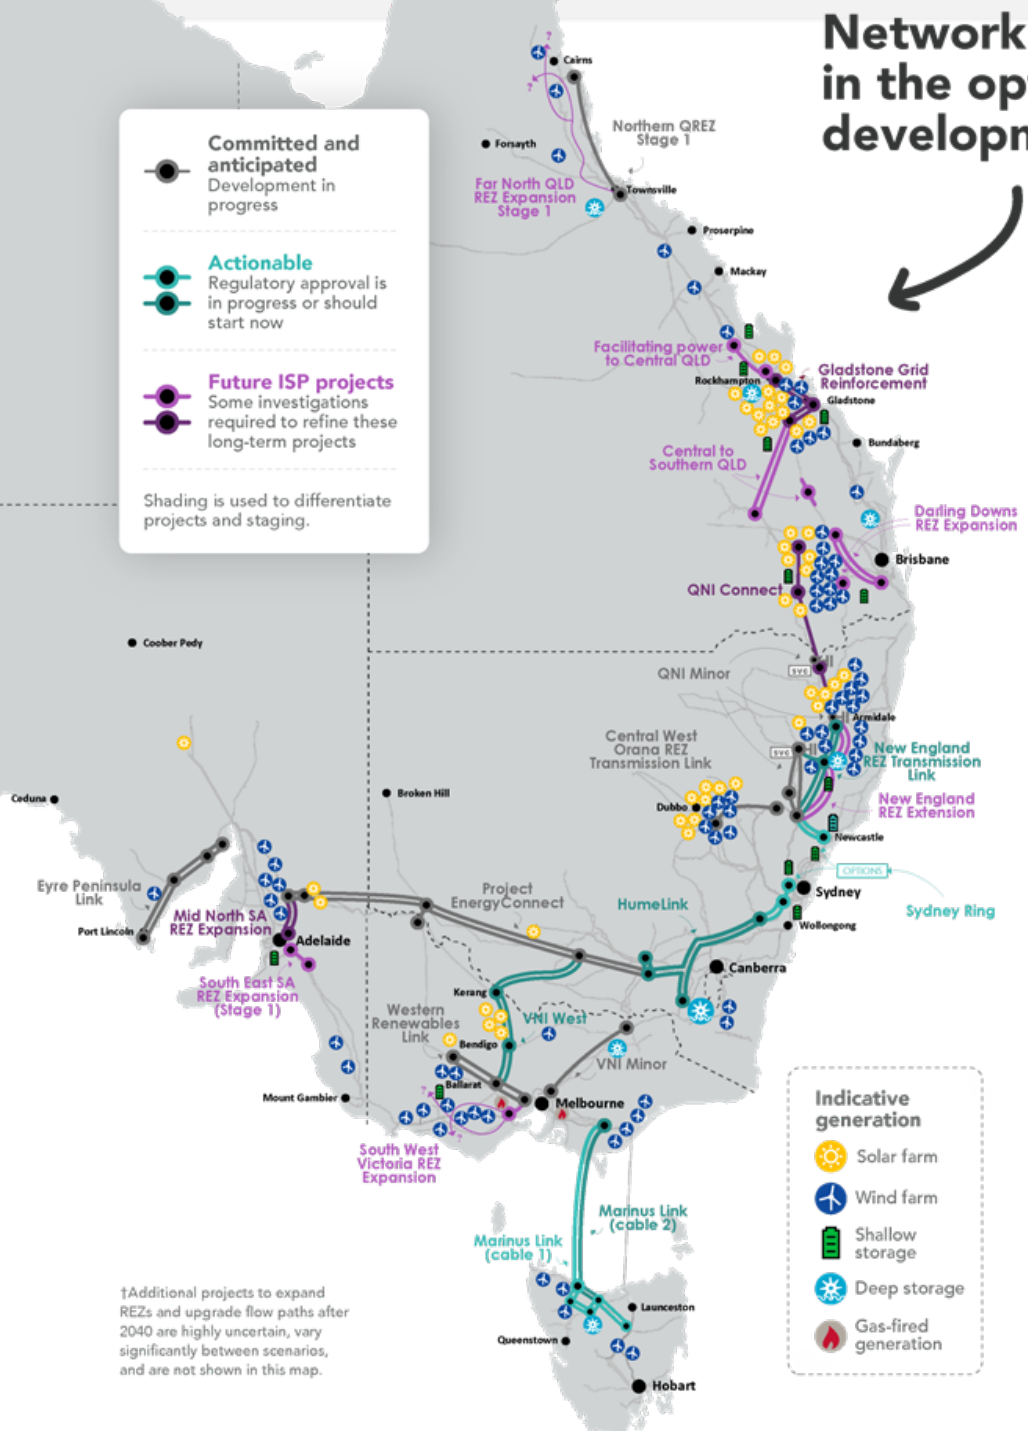 Network
in the op
developn
Committed and
anticipated
Development in
progress
Actionable
Regulatory approval is
in progress or should
start now
Future ISP projects
Some investigations
required to refine these
long-term projects
Shading is used to differentiate
projects and staging.
?
Cairns
?
Northern QREZ
Stage 1
Forsyath
Far North QLD
REZ Expansion
Stage 1
Townsville
Proserpine
Mackay
Facilitating power
to Central QLD
Rockhampton
Gladstone Grid
Reinforcement
Gladstone
Bundaberg
Central to
Southern QLD
Darling Downs
REZ Expansion
Brisbane
QNI Connect
Coober Pedy
QNI Minor
SVC
Armidale
Central West
Orana REZ
Transmission Link
SVC
New England
REZ Transmission
Link
New England
REZ Extension
Dubbo
Newcastle
Broken Hill
Ceduna
OPTIONS
Sydney
Sydney Ring
Wollongong
Eyre Peninsula
Link
Port Lincoln
Mid North SA
REZ Expansion
Adelaide
South East SA
REZ Expansion
(Stage 1)
Project
EnergyConnect
HumeLink
Canberra
Kerang
Western
Renewables
Link
VNI West
Bendigo
VNI Minor
Ballarat
Mount Gambier
?
Melbourne
?
South West
Victoria REZ
Expansion
Marinus Link
(cable 2)
Marinus Link
(cable 1)
Launceston
Queenstown
Hobart
Indicative
generation
Solar farm
Wind farm
Shallow
storage
Deep storage
Gas-fired
generation
†Additional projects to expand
REZs and upgrade flow paths after
2040 are highly uncertain, vary
significantly between scenarios,
and are not shown in this map.